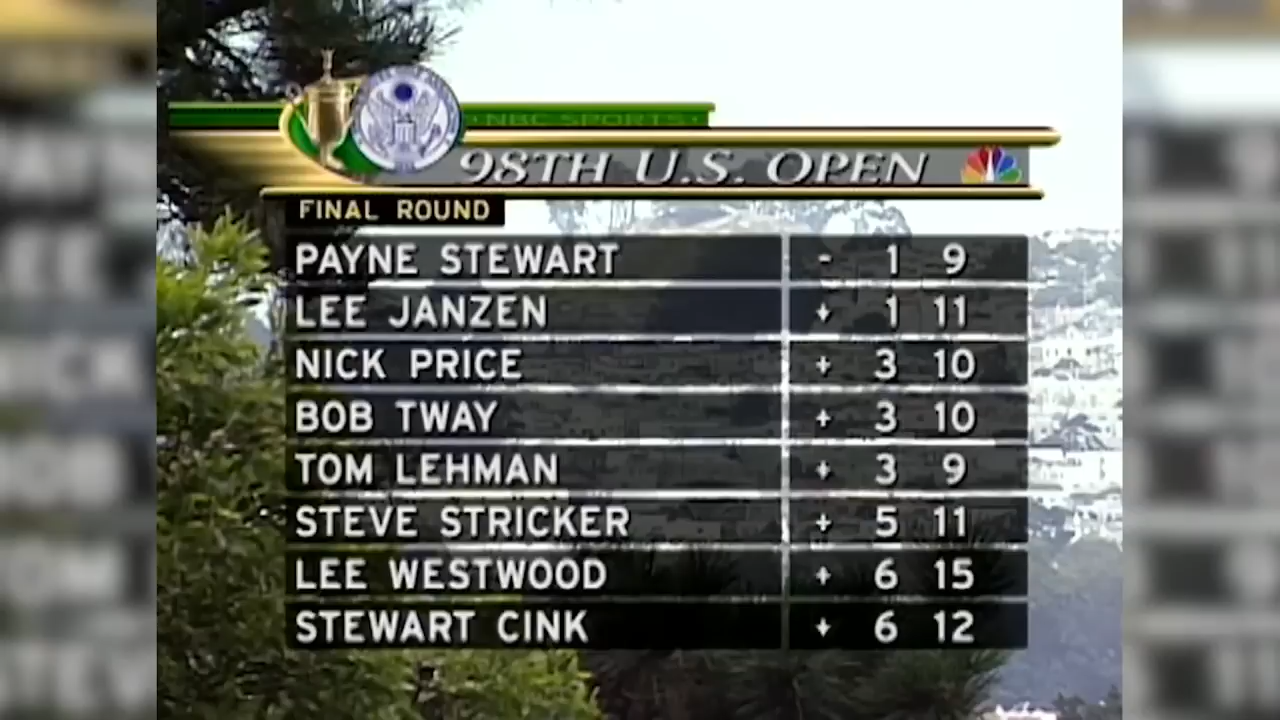 NBC SPORTS
98TH U.S. OPEN
FINAL ROUND
PAYNE STEWART - 1 9
LEE JANZEN + 1 11
NICK PRICE + 3 10
BOB TWAY + 3 10
TOM LEHMAN + 3 9
STEVE STRICKER + 5 11
LEE WESTWOOD + 6 15
STEWART CINK + 6 12